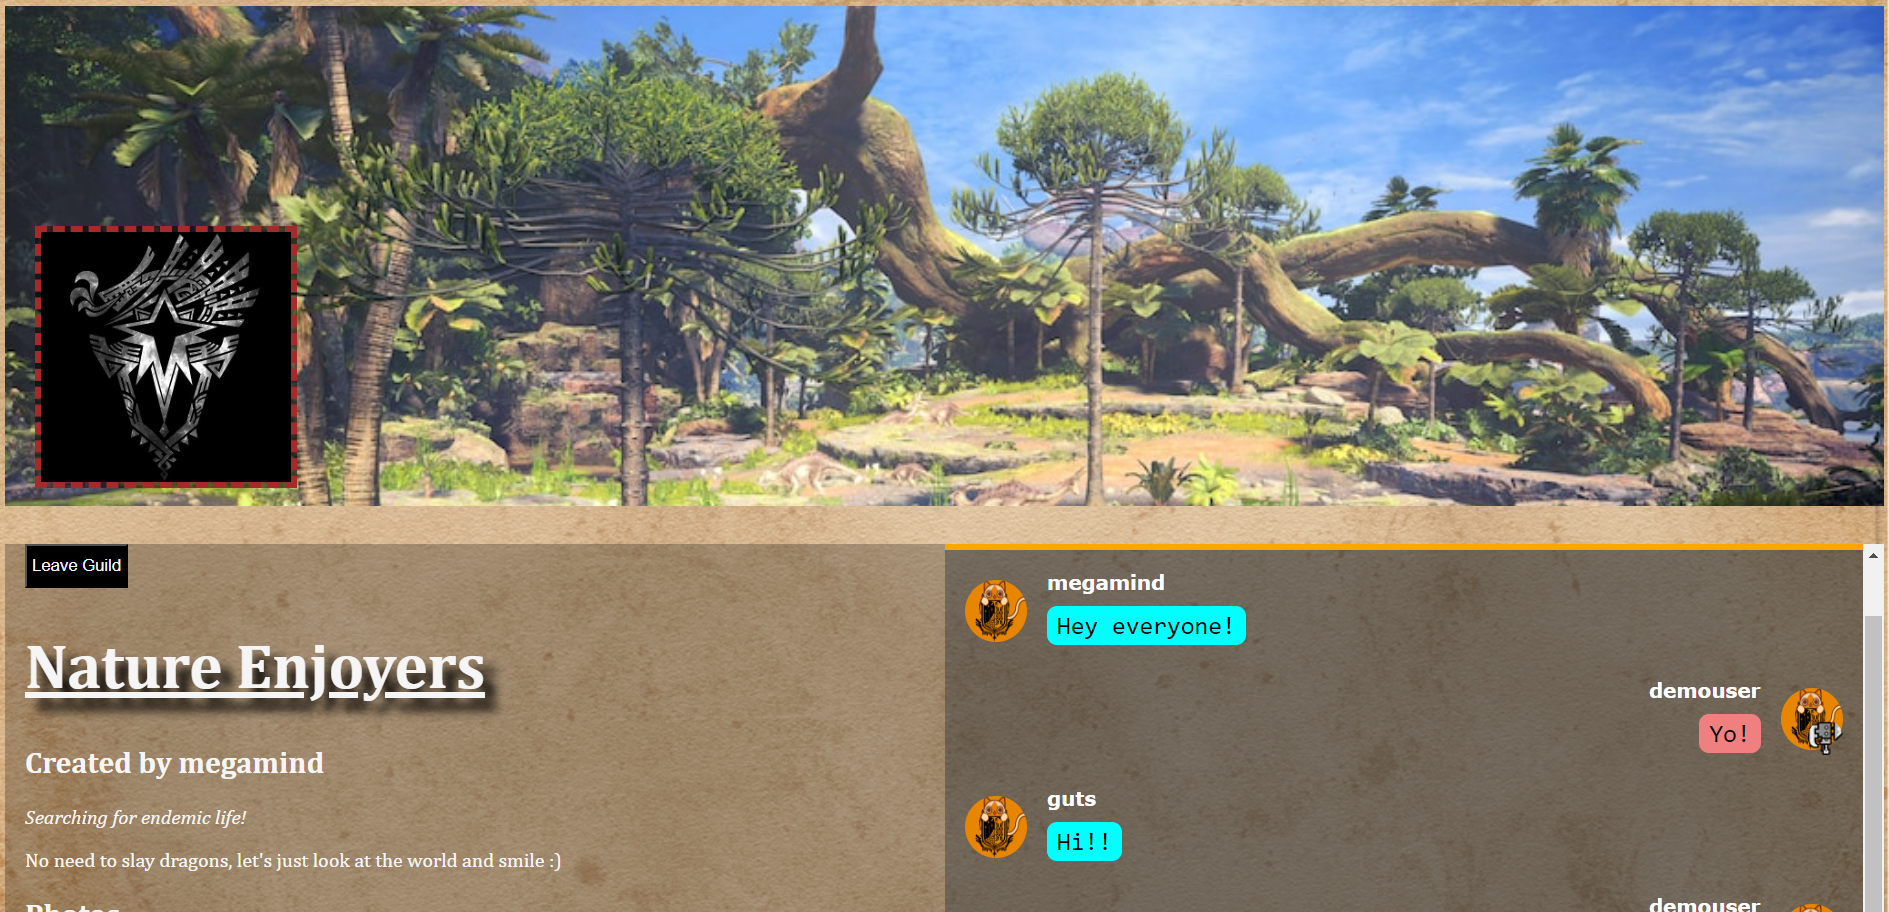 Leave Guild
Nature Enjoyers
Created by megamind
Searching for endemic life!
No need to slay dragons, let's just look at the world and smile :)
Photos
megamind
Hey everyone!
demouser
Yo!
guts
Hi!!
demouser